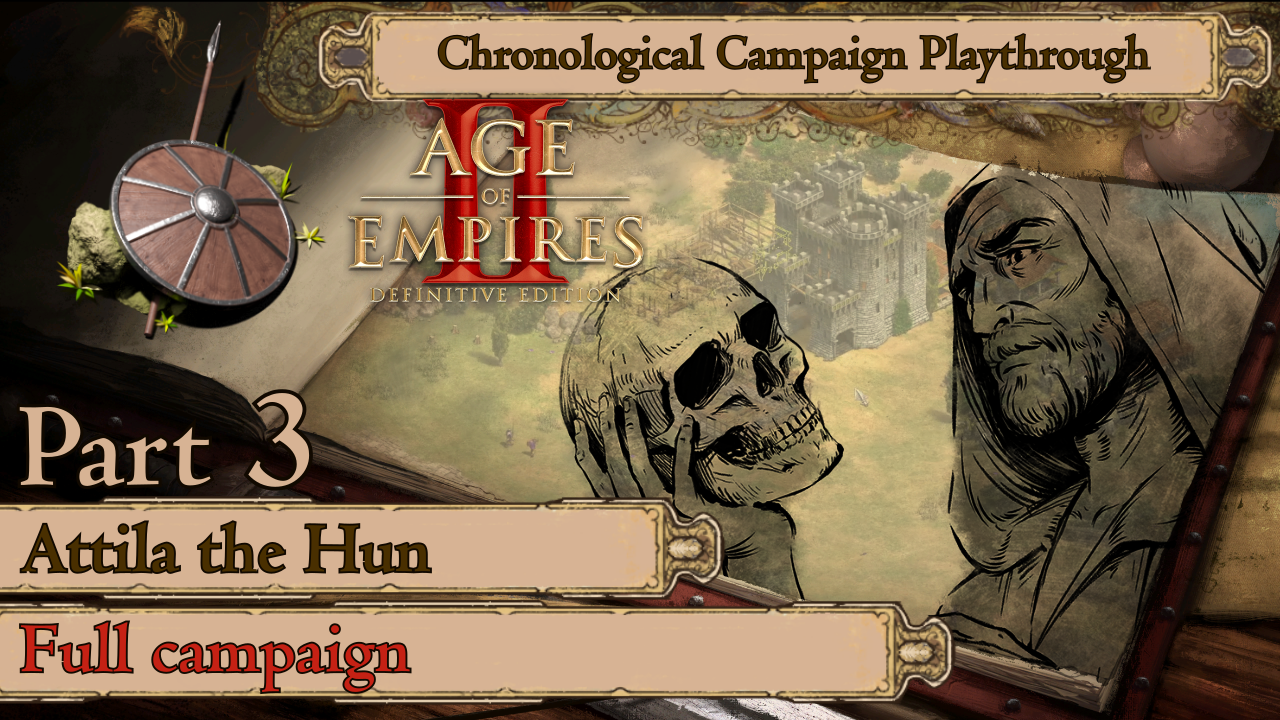 Chronological Campaign Playthrough
II
AGE
OF
EMPIRES
DEFINITIVE EDITION
Part 3
Attila the Hun
Full campaign